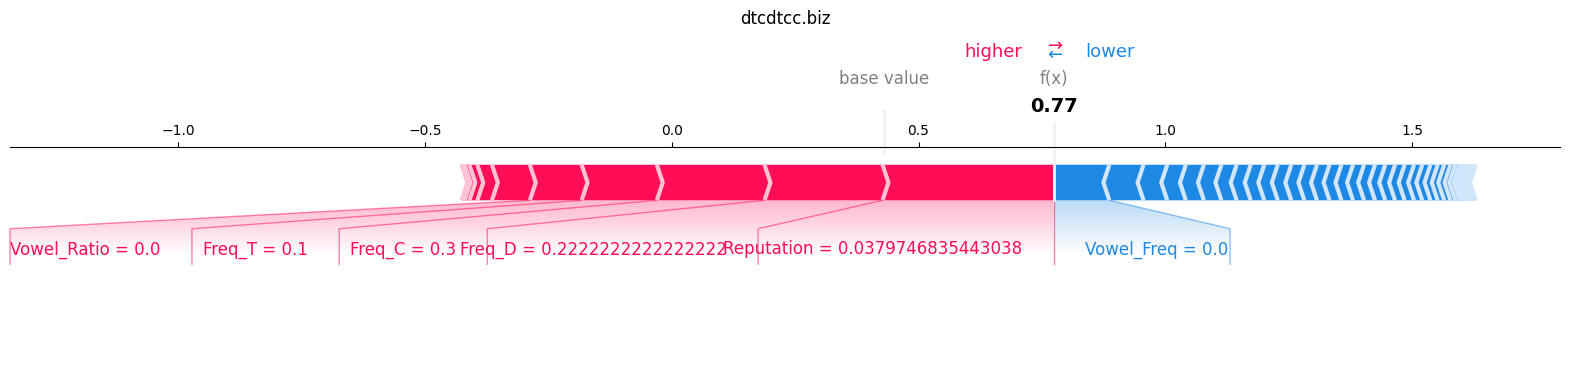 dtcdtcc.biz
higher ⇄ lower
base value f(x)
0.77
−1.0 −0.5 0.0 0.5 1.0 1.5
Vowel_Ratio = 0.0 Freq_T = 0.1 Freq_C = 0.3 Freq_D = 0.2222222222222222 Reputation = 0.0379746835443038 Vowel_Freq = 0.0